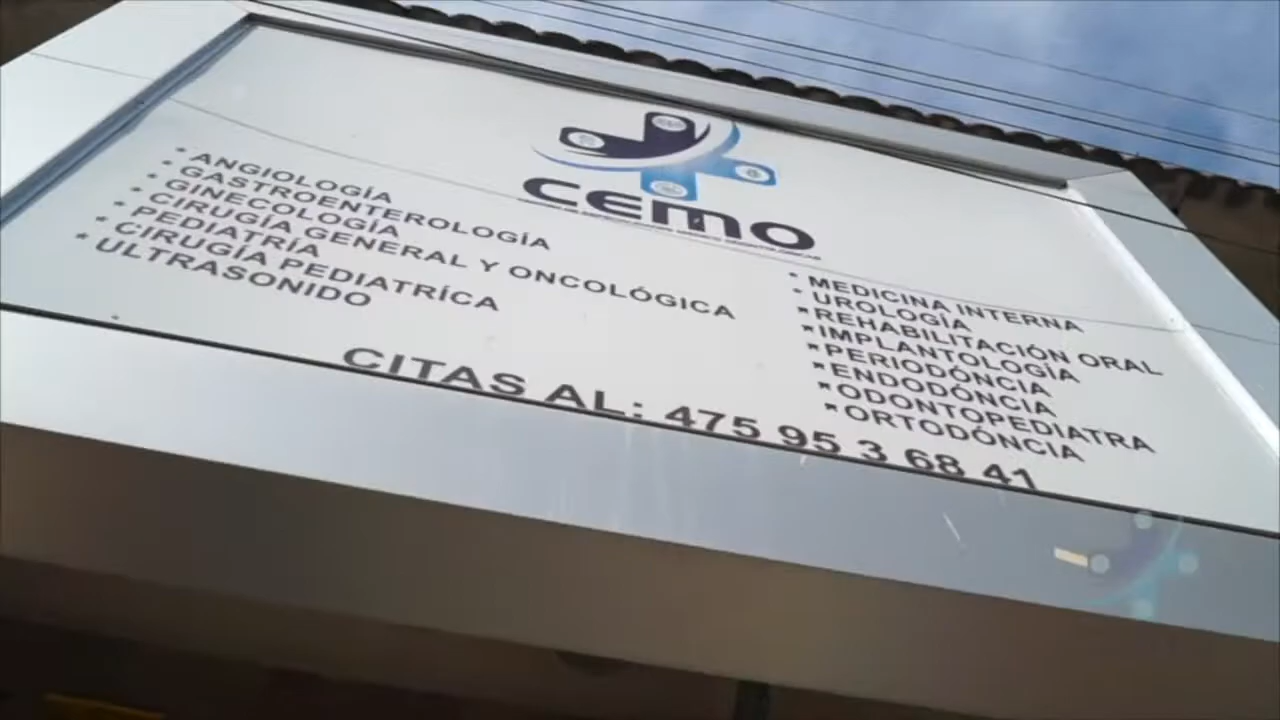 CEMO
* ANGIOLOGÍA
* GASTROENTEROLOGÍA
* GINECOLOGÍA
* CIRUGÍA GENERAL Y ONCOLÓGICA
* PEDIATRÍA
* CIRUGÍA PEDIATRÍCA
* ULTRASONIDO
* MEDICINA INTERNA
* UROLOGÍA
* REHABILITACIÓN ORAL
* IMPLANTOLOGÍA
* PERIODÓNCIA
* ENDODÓNCIA
* ODONTOPEDIATRA
* ORTODÓNCIA
CITAS AL: 475 95 3 68 41